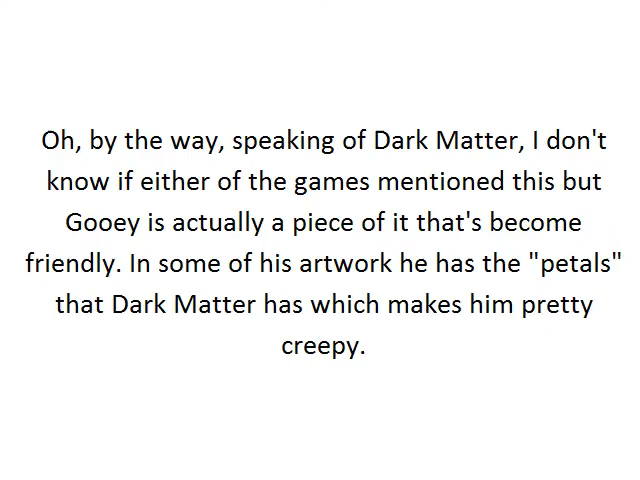 Oh, by the way, speaking of Dark Matter, I don't
know if either of the games mentioned this but
Gooey is actually a piece of it that's become
friendly. In some of his artwork he has the "petals"
that Dark Matter has which makes him pretty
creepy.